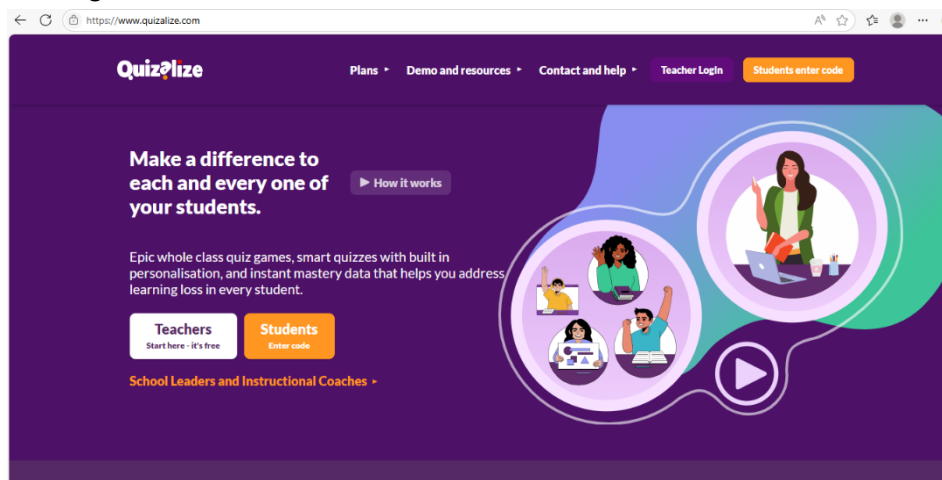 https://www.quizalize.com
Quizalize
Plans
Demo and resources
Contact and help
Teacher Login
Students enter code
Make a difference to
each and every one of
your students.
How it works
Epic whole class quiz games, smart quizzes with built in
personalisation, and instant mastery data that helps you address
learning loss in every student.
Teachers
Start here - it's free
Students
Enter code
School Leaders and Instructional Coaches